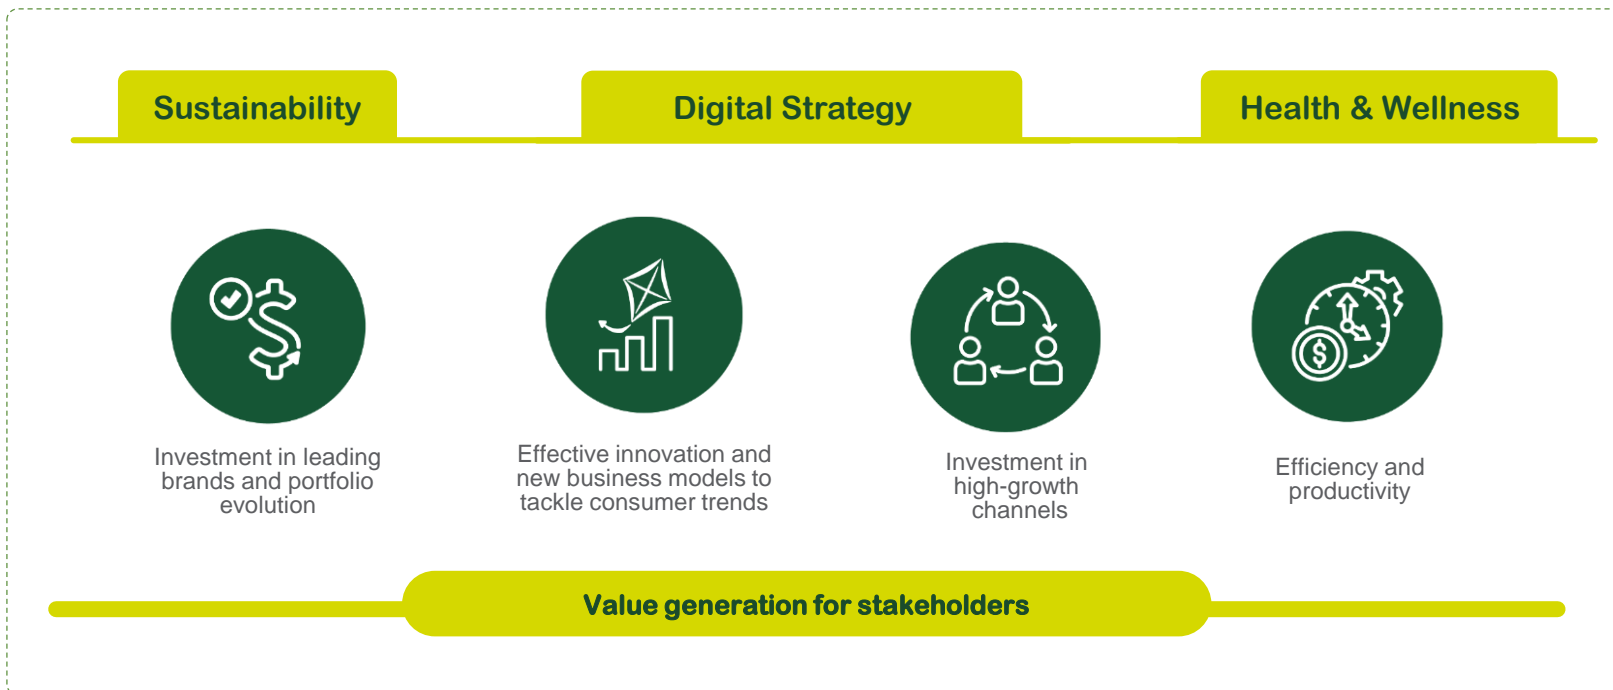 Sustainability
Digital Strategy
Health & Wellness
Investment in leading
brands and portfolio
evolution
Effective innovation and
new business models to
tackle consumer trends
Investment in
high-growth
channels
Efficiency and
productivity
Value generation for stakeholders